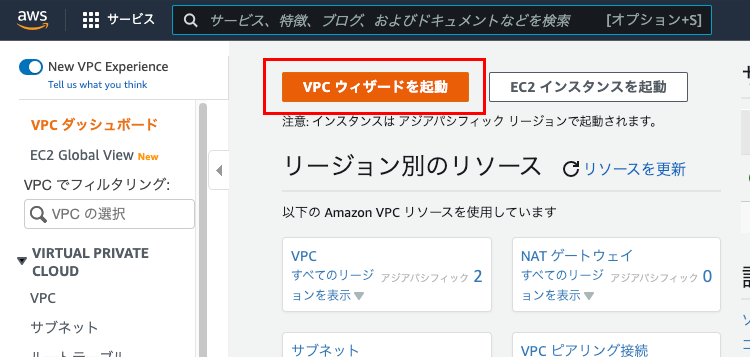 aws
サービス
サービス、特徴、ブログ、およびドキュメントなどを検索
[オプション+S]
New VPC Experience
Tell us what you think
VPC ダッシュボード
EC2 Global View New
VPC でフィルタリング:
VPC の選択
VIRTUAL PRIVATE
CLOUD
VPC
サブネット
ルートテーブル
VPC ウィザードを起動
EC2 インスタンスを起動
注意: インスタンスは アジアパシフィック リージョンで起動されます。
リージョン別のリソース
リソースを更新
以下の Amazon VPC リソースを使用しています
VPC
すべてのリージ
ョンを表示
アジアパシフィック 2
NAT ゲートウェイ
すべてのリージ
ョンを表示
アジアパシフィック 0
サブネット
VPC ピアリング接続